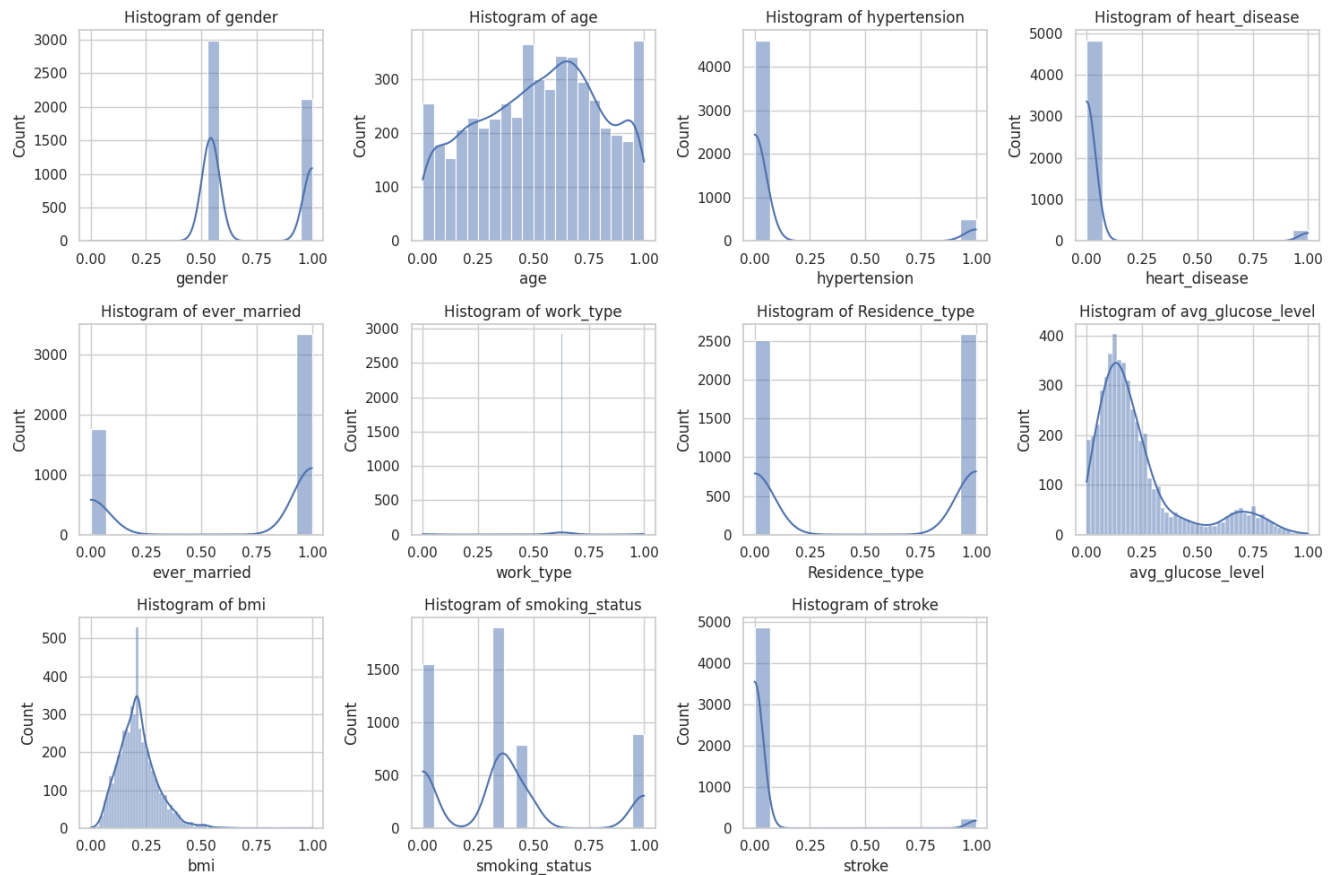 Histogram of gender
Count
3000
2500
2000
1500
1000
500
0
0.00 0.25 0.50 0.75 1.00
gender
Histogram of age
Count
300
200
100
0
0.00 0.25 0.50 0.75 1.00
age
Histogram of hypertension
Count
4000
3000
2000
1000
0
0.00 0.25 0.50 0.75 1.00
hypertension
Histogram of heart_disease
Count
5000
4000
3000
2000
1000
0
0.00 0.25 0.50 0.75 1.00
heart_disease
Histogram of ever_married
Count
3000
2000
1000
0
0.00 0.25 0.50 0.75 1.00
ever_married
Histogram of work_type
Count
3000
2500
2000
1500
1000
500
0
0.00 0.25 0.50 0.75 1.00
work_type
Histogram of Residence_type
Count
2500
2000
1500
1000
500
0
0.00 0.25 0.50 0.75 1.00
Residence_type
Histogram of avg_glucose_level
Count
400
300
200
100
0
0.00 0.25 0.50 0.75 1.00
avg_glucose_level
Histogram of bmi
Count
500
400
300
200
100
0
0.00 0.25 0.50 0.75 1.00
bmi
Histogram of smoking_status
Count
1500
1000
500
0
0.00 0.25 0.50 0.75 1.00
smoking_status
Histogram of stroke
Count
5000
4000
3000
2000
1000
0
0.00 0.25 0.50 0.75 1.00
stroke